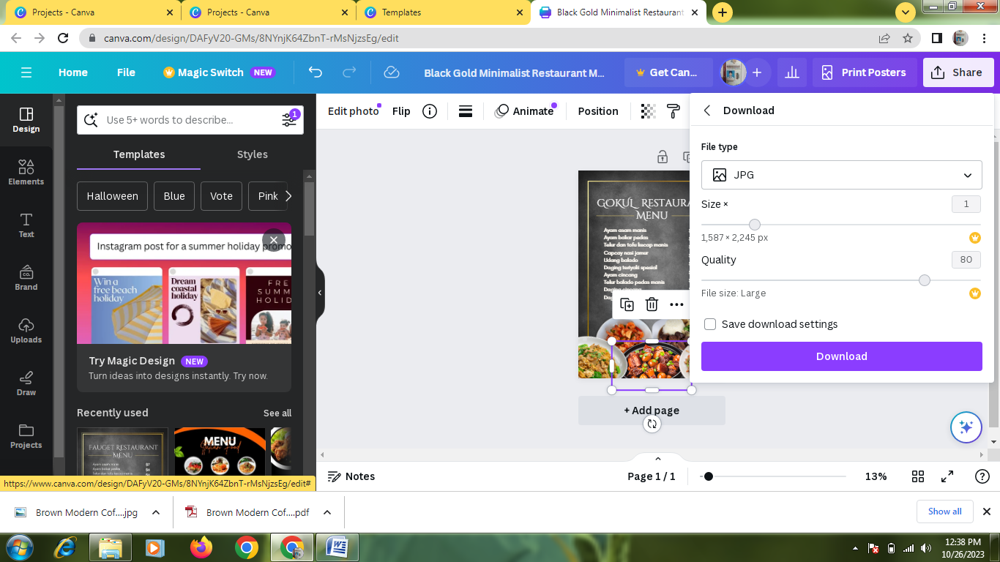 Projects - Canva
Projects - Canva
Templates
Black Gold Minimalist Restaurant
canva.com/design/DAFyV20-GMs/8NYnjK64ZbnT-rMsNjzsEg/edit
Home
File
Magic Switch NEW
Black Gold Minimalist Restaurant M...
Get Can...
Print Posters
Share
Design
Elements
Text
Brand
Uploads
Draw
Projects
Use 5+ words to describe...
1
Templates
Styles
Halloween
Blue
Vote
Pink
Instagram post for a summer holiday promo
Win a
free beach
holiday
Dream
coastal
holiday
FRE
SUMM
HOLID
Try Magic Design NEW
Turn ideas into designs instantly. Try now.
Recently used
See all
FAUGET RESTAURANT
MENU
MENU
Edit photo
Flip
Animate
Position
GOKUL RESTAURA
MENU
Ayam asam manis
Ayam bakar pedas
Telur dan tofu kecap manis
Capcay nasi jamur
Udang balado
Daging teriyaki spesial
Ayam cincang
Telur balado pedas manis
+ Add page
Download
File type
JPG
Size ×
1
1,587 × 2,245 px
Quality
80
File size: Large
Save download settings
Download
https://www.canva.com/design/DAFyV20-GMs/8NYnjK64ZbnT-rMsNjzsEg/edit#
Notes
Page 1 / 1
13%
Brown Modern Cof....jpg
Brown Modern Cof....pdf
Show all
12:38 PM
10/26/2023